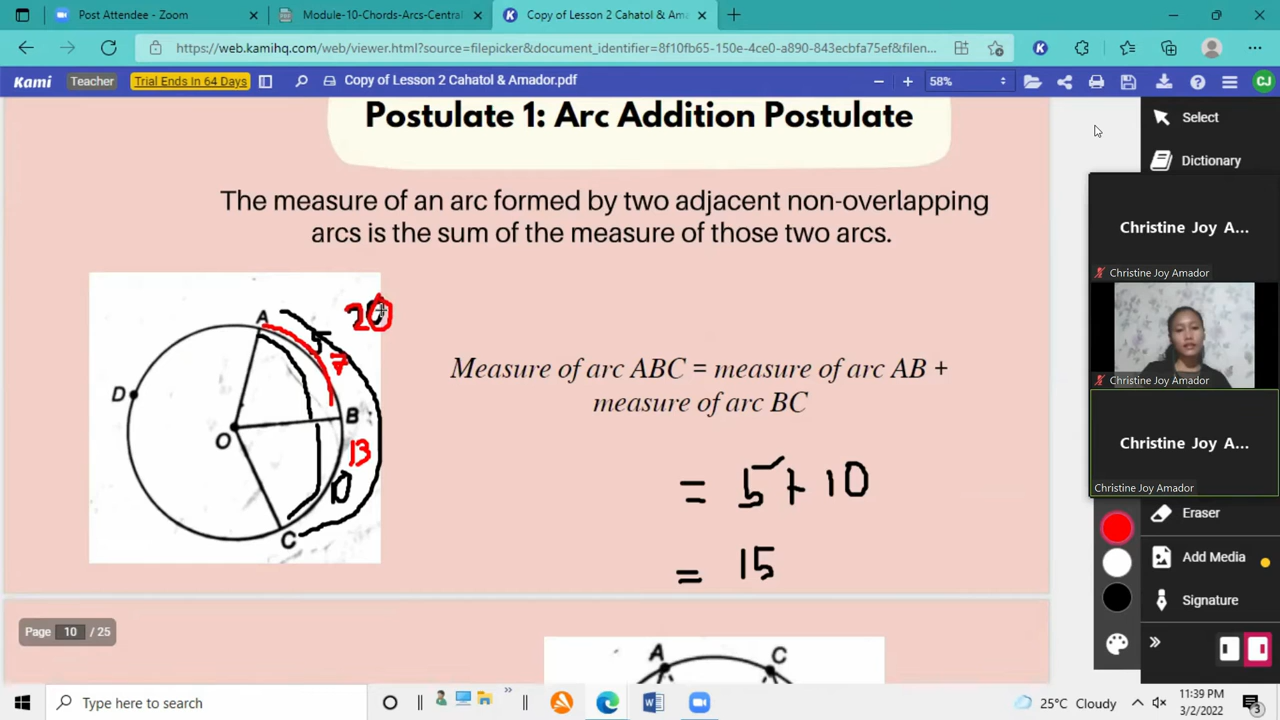 Post Attendee - Zoom
Module-10-Chords-Arcs-Central
Copy of Lesson 2 Cahatol & Ama
https://web.kamihq.com/web/viewer.html?source=filepicker&document_identifier=8f10fb65-150e-4ce0-a890-843ecbfa75ef&filen...
Kami
Teacher
Trial Ends In 64 Days
Copy of Lesson 2 Cahatol & Amador.pdf
58%
CJ
Postulate 1: Arc Addition Postulate
The measure of an arc formed by two adjacent non-overlapping
arcs is the sum of the measure of those two arcs.
A
20
7
D
B
O
13
10
C
Measure of arc ABC = measure of arc AB +
measure of arc BC
= 5 + 10
= 15
A
C
Page 10 / 25
Select
Dictionary
Christine Joy A...
Christine Joy Amador
Christine Joy Amador
Christine Joy A...
Christine Joy Amador
Eraser
Add Media
Signature
Type here to search
25°C Cloudy
11:39 PM
3/2/2022
3